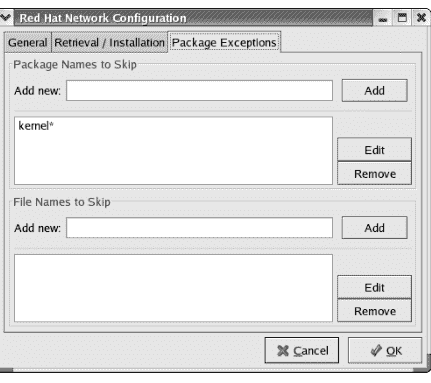 Red Hat Network Configuration
General Retrieval / Installation Package Exceptions
Package Names to Skip
Add new: Add
kernel*
Edit
Remove
File Names to Skip
Add new: Add
Edit
Remove
Cancel OK